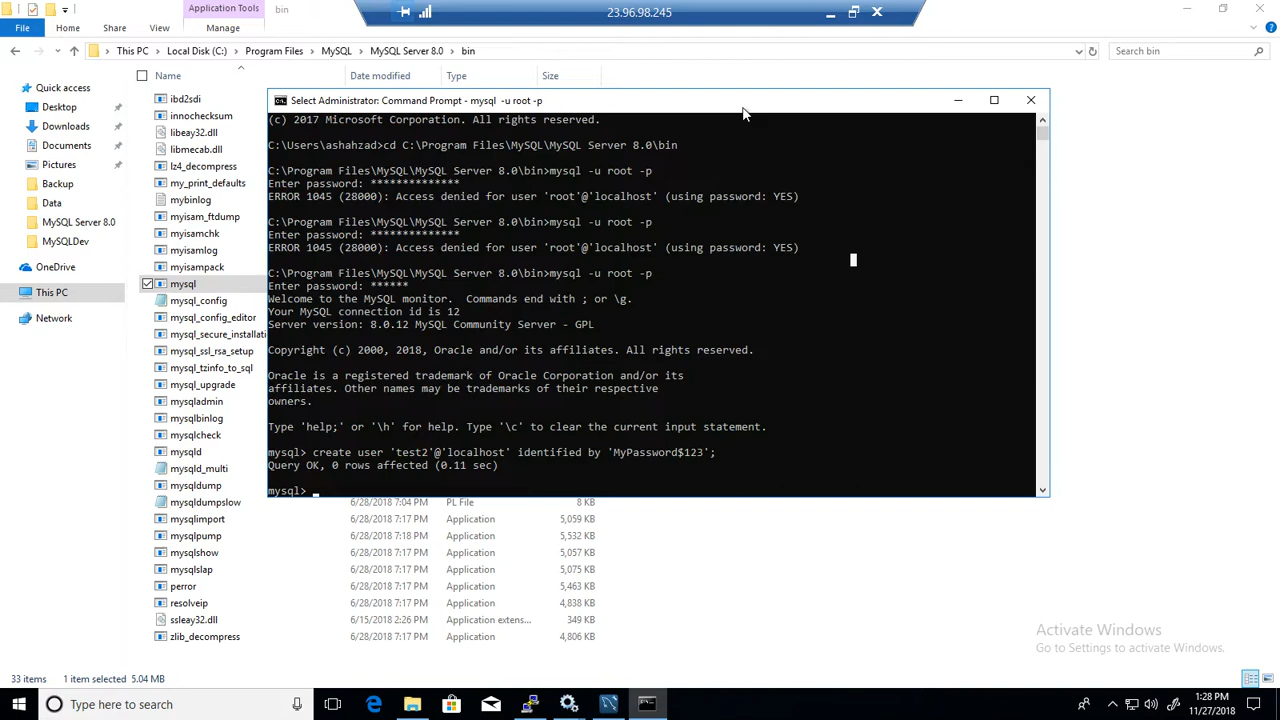 Application Tools
bin
23.96.98.245
File
Home
Share
View
Manage
This PC
Local Disk (C:)
Program Files
MySQL
MySQL Server 8.0
bin
Search bin
Name
Date modified
Type
Size
Quick access
Desktop
Downloads
Documents
Pictures
Backup
Data
MySQL Server 8.0
MySQLDev
OneDrive
This PC
Network
ibd2sdi
innochecksum
libeay32.dll
libmecab.dll
lz4_decompress
my_print_defaults
mybinlog
myisam_ftdump
myisamchk
myisamlog
myisampack
mysql
mysql_config
mysql_config_editor
mysql_secure_installati
mysql_ssl_rsa_setup
mysql_tzinfo_to_sql
mysql_upgrade
mysqladmin
mysqlbinlog
mysqlcheck
mysqld
mysqld_multi
mysqldump
Select Administrator: Command Prompt - mysql -u root -p
(c) 2017 Microsoft Corporation. All rights reserved.
C:\Users\ashahzad>cd C:\Program Files\MySQL\MySQL Server 8.0\bin
C:\Program Files\MySQL\MySQL Server 8.0\bin>mysql -u root -p
Enter password: **************
ERROR 1045 (28000): Access denied for user 'root'@'localhost' (using password: YES)
C:\Program Files\MySQL\MySQL Server 8.0\bin>mysql -u root -p
Enter password: **************
ERROR 1045 (28000): Access denied for user 'root'@'localhost' (using password: YES)
C:\Program Files\MySQL\MySQL Server 8.0\bin>mysql -u root -p
Enter password: ******
Welcome to the MySQL monitor.  Commands end with ; or \g.
Your MySQL connection id is 12
Server version: 8.0.12 MySQL Community Server - GPL
Copyright (c) 2000, 2018, Oracle and/or its affiliates. All rights reserved.
Oracle is a registered trademark of Oracle Corporation and/or its
affiliates. Other names may be trademarks of their respective
owners.
Type 'help;' or '\h' for help. Type '\c' to clear the current input statement.
mysql> create user 'test2'@'localhost' identified by 'MyPassword$123';
Query OK, 0 rows affected (0.11 sec)
mysql>
mysqldumpslow 6/28/2018 7:04 PM PL File 8 KB
mysqlimport 6/28/2018 7:17 PM Application 5,059 KB
mysqlpump 6/28/2018 7:18 PM Application 5,532 KB
mysqlshow 6/28/2018 7:17 PM Application 5,057 KB
mysqlslap 6/28/2018 7:17 PM Application 5,075 KB
perror 6/28/2018 7:17 PM Application 5,463 KB
resolveip 6/28/2018 7:17 PM Application 4,838 KB
ssleay32.dll 6/15/2018 2:26 PM Application extens... 349 KB
zlib_decompress 6/28/2018 7:17 PM Application 4,806 KB
Activate Windows
Go to Settings to activate Windows.
33 items
1 item selected 5.04 MB
Type here to search
1:28 PM
11/27/2018